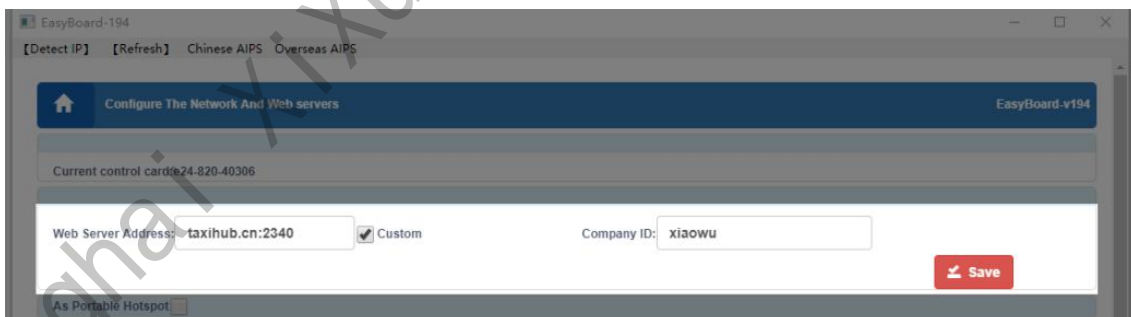 EasyBoard-194
【Detect IP】 【Refresh】 Chinese AIPS Overseas AIPS
Configure The Network And Web servers EasyBoard-v194
Current control card:e24-820-40306
Web Server Address: taxihub.cn:2340 Custom Company ID: xiaowu
Save
As Portable Hotspot